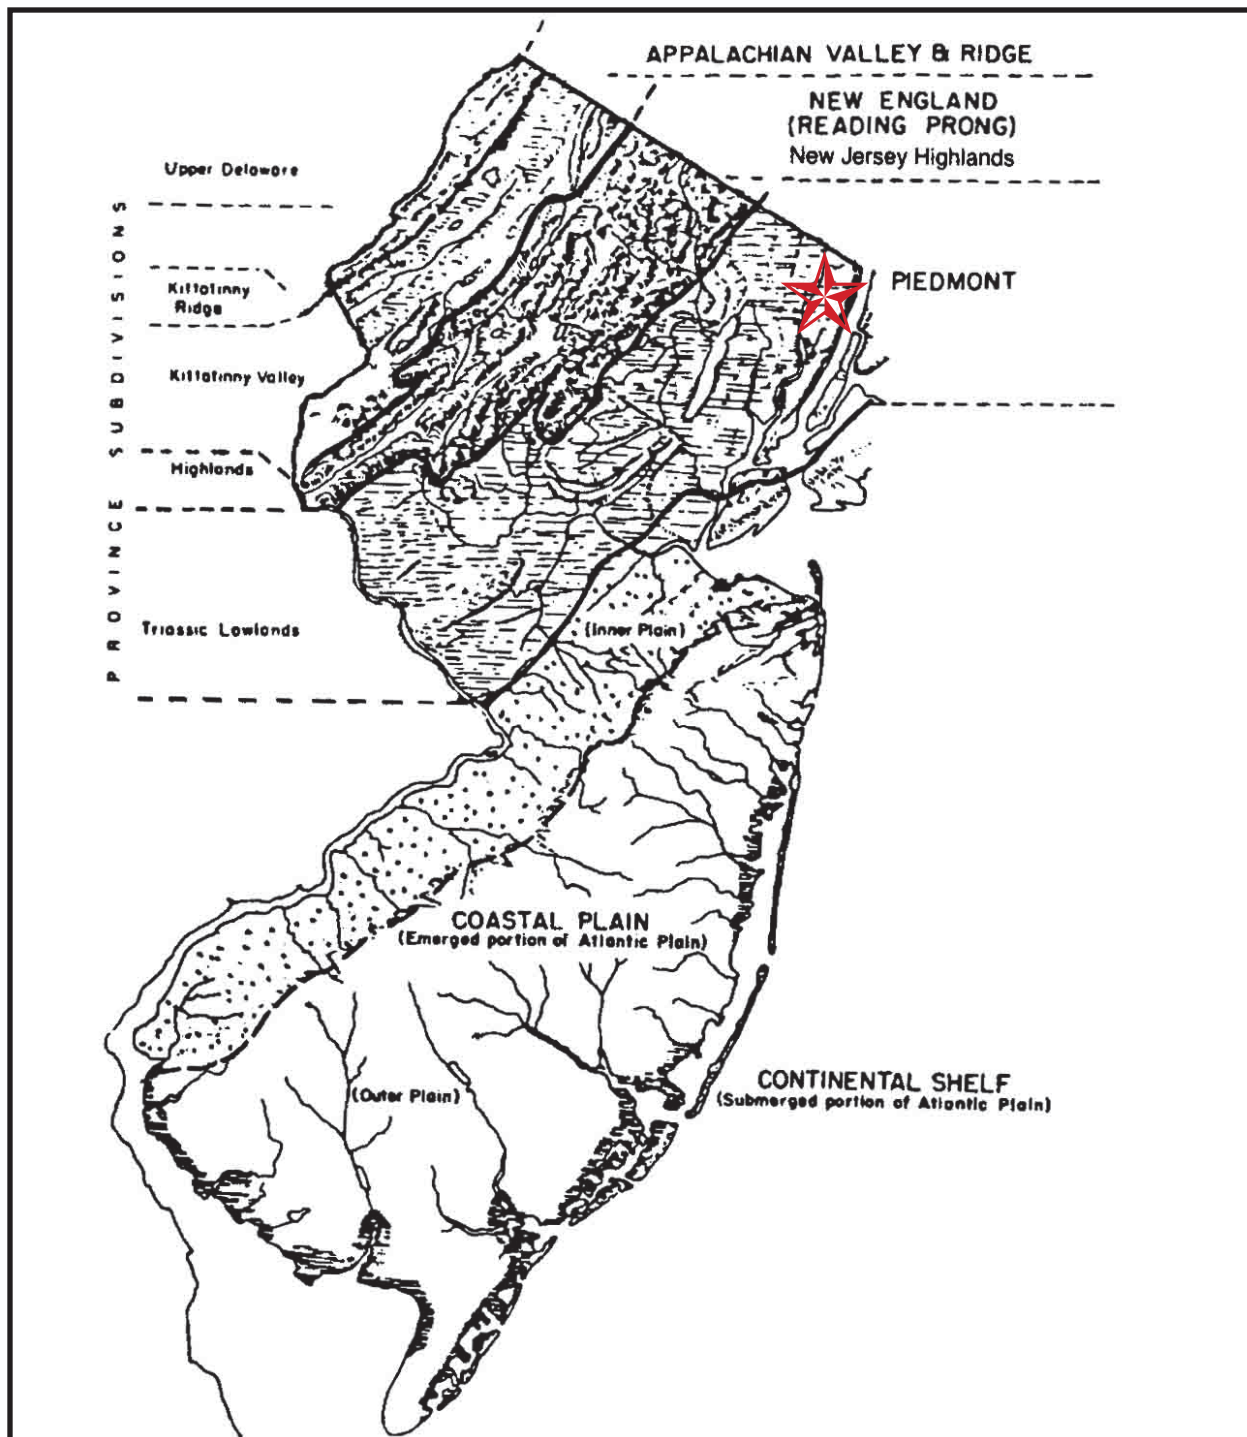 APPALACHIAN VALLEY & RIDGE
NEW ENGLAND
(READING PRONG)
New Jersey Highlands
Upper Delaware
PROVINCE SUBDIVISIONS
Kittatinny
Ridge
PIEDMONT
Kittatinny Valley
Highlands
Triassic Lowlands
(Inner Plain)
COASTAL PLAIN
(Emerged portion of Atlantic Plain)
CONTINENTAL SHELF
(Submerged portion of Atlantic Plain)
(Outer Plain)